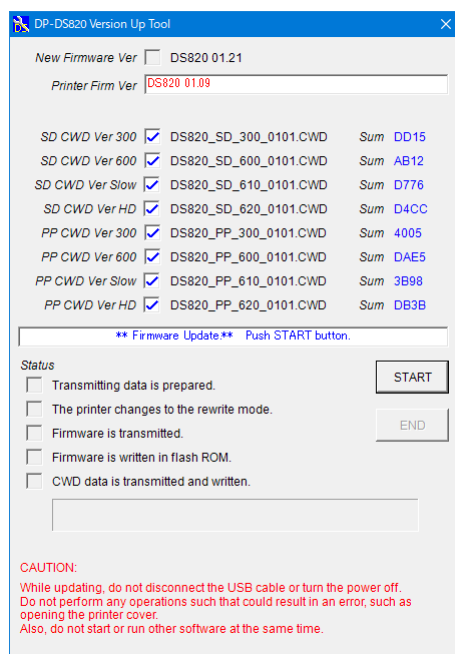 DP-DS820 Version Up Tool
New Firmware Ver DS820 01.21
Printer Firm Ver DS820 01.09
SD CWD Ver 300 DS820_SD_300_0101.CWD Sum DD15
SD CWD Ver 600 DS820_SD_600_0101.CWD Sum AB12
SD CWD Ver Slow DS820_SD_610_0101.CWD Sum D776
SD CWD Ver HD DS820_SD_620_0101.CWD Sum D4CC
PP CWD Ver 300 DS820_PP_300_0101.CWD Sum 4005
PP CWD Ver 600 DS820_PP_600_0101.CWD Sum DAE5
PP CWD Ver Slow DS820_PP_610_0101.CWD Sum 3B98
PP CWD Ver HD DS820_PP_620_0101.CWD Sum DB3B
** Firmware Update.** Push START button.
Status
Transmitting data is prepared.
START
The printer changes to the rewrite mode.
Firmware is transmitted.
END
Firmware is written in flash ROM.
CWD data is transmitted and written.
CAUTION:
While updating, do not disconnect the USB cable or turn the power off.
Do not perform any operations such that could result in an error, such as
opening the printer cover.
Also, do not start or run other software at the same time.